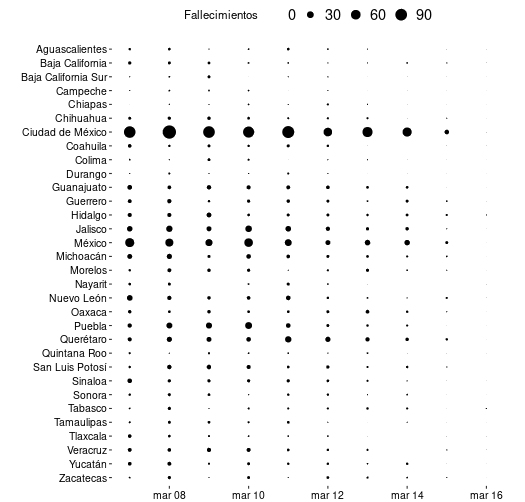 Fallecimientos 0 30 60 90
Aguascalientes
Baja California
Baja California Sur
Campeche
Chiapas
Chihuahua
Ciudad de México
Coahuila
Colima
Durango
Guanajuato
Guerrero
Hidalgo
Jalisco
México
Michoacán
Morelos
Nayarit
Nuevo León
Oaxaca
Puebla
Querétaro
Quintana Roo
San Luis Potosí
Sinaloa
Sonora
Tabasco
Tamaulipas
Tlaxcala
Veracruz
Yucatán
Zacatecas
mar 08 mar 10 mar 12 mar 14 mar 16